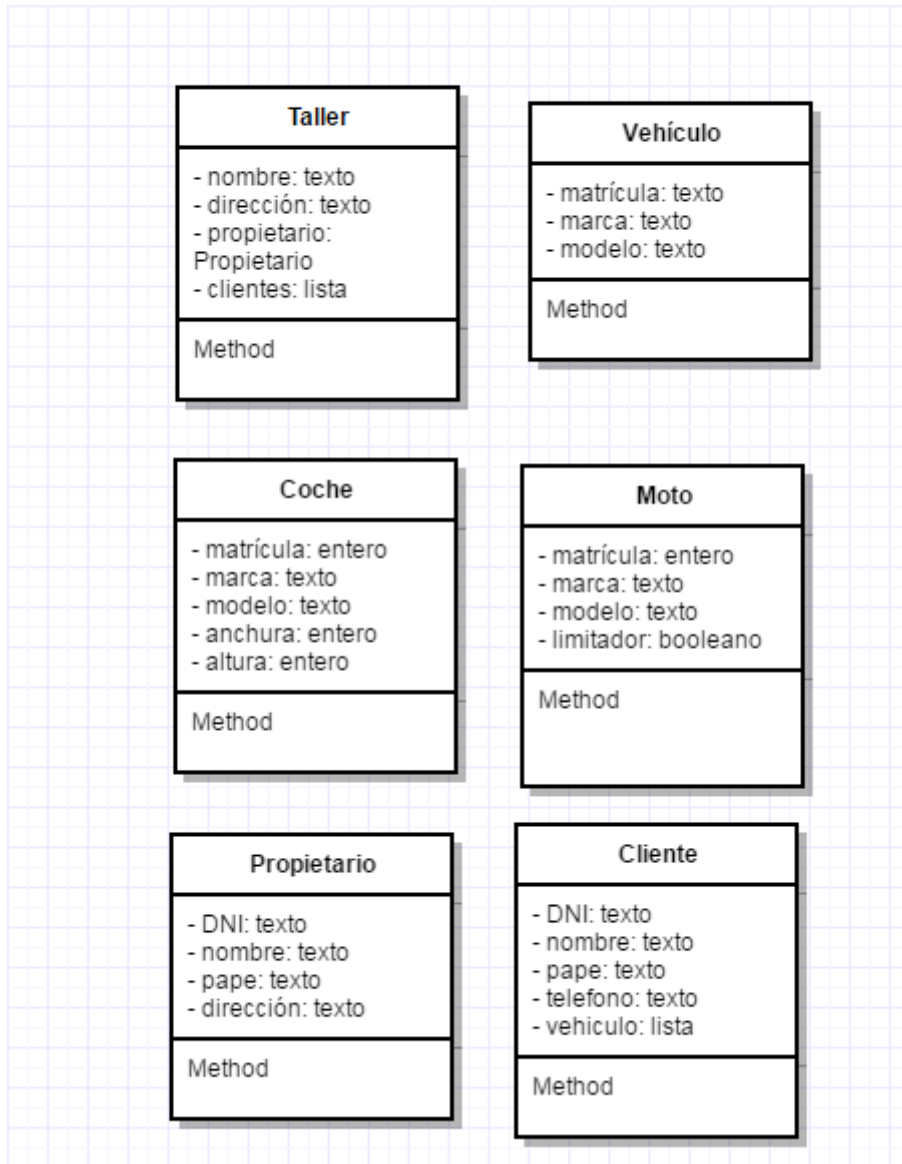 Taller
- nombre: texto
- dirección: texto
- propietario:
Propietario
- clientes: lista
Method
Vehículo
- matrícula: texto
- marca: texto
- modelo: texto
Method
Coche
- matrícula: entero
- marca: texto
- modelo: texto
- anchura: entero
- altura: entero
Method
Moto
- matrícula: entero
- marca: texto
- modelo: texto
- limitador: booleano
Method
Propietario
- DNI: texto
- nombre: texto
- pape: texto
- dirección: texto
Method
Cliente
- DNI: texto
- nombre: texto
- pape: texto
- telefono: texto
- vehiculo: lista
Method